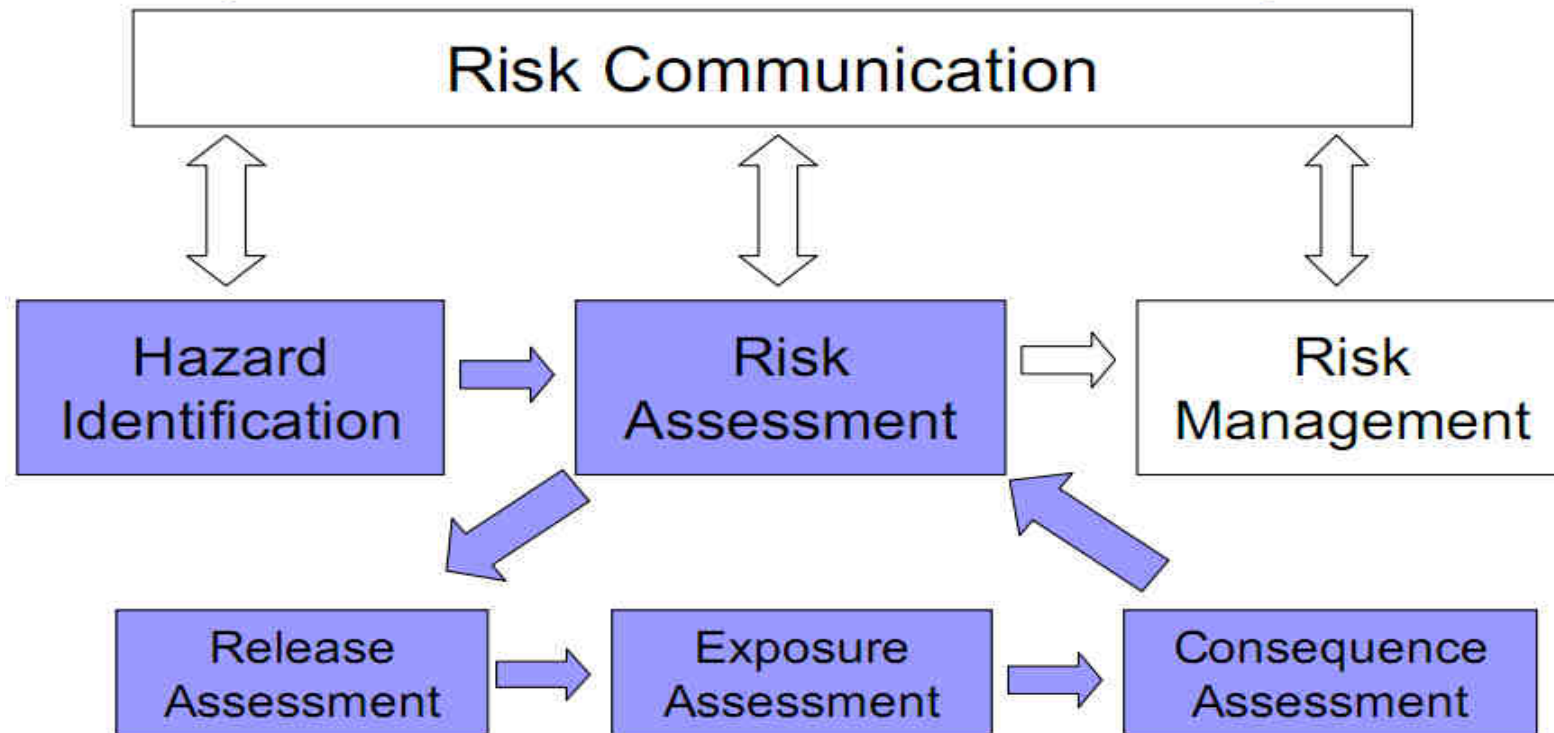 Risk Communication
Hazard
Identification
Risk
Assessment
Risk
Management
Release
Assessment
Exposure
Assessment
Consequence
Assessment